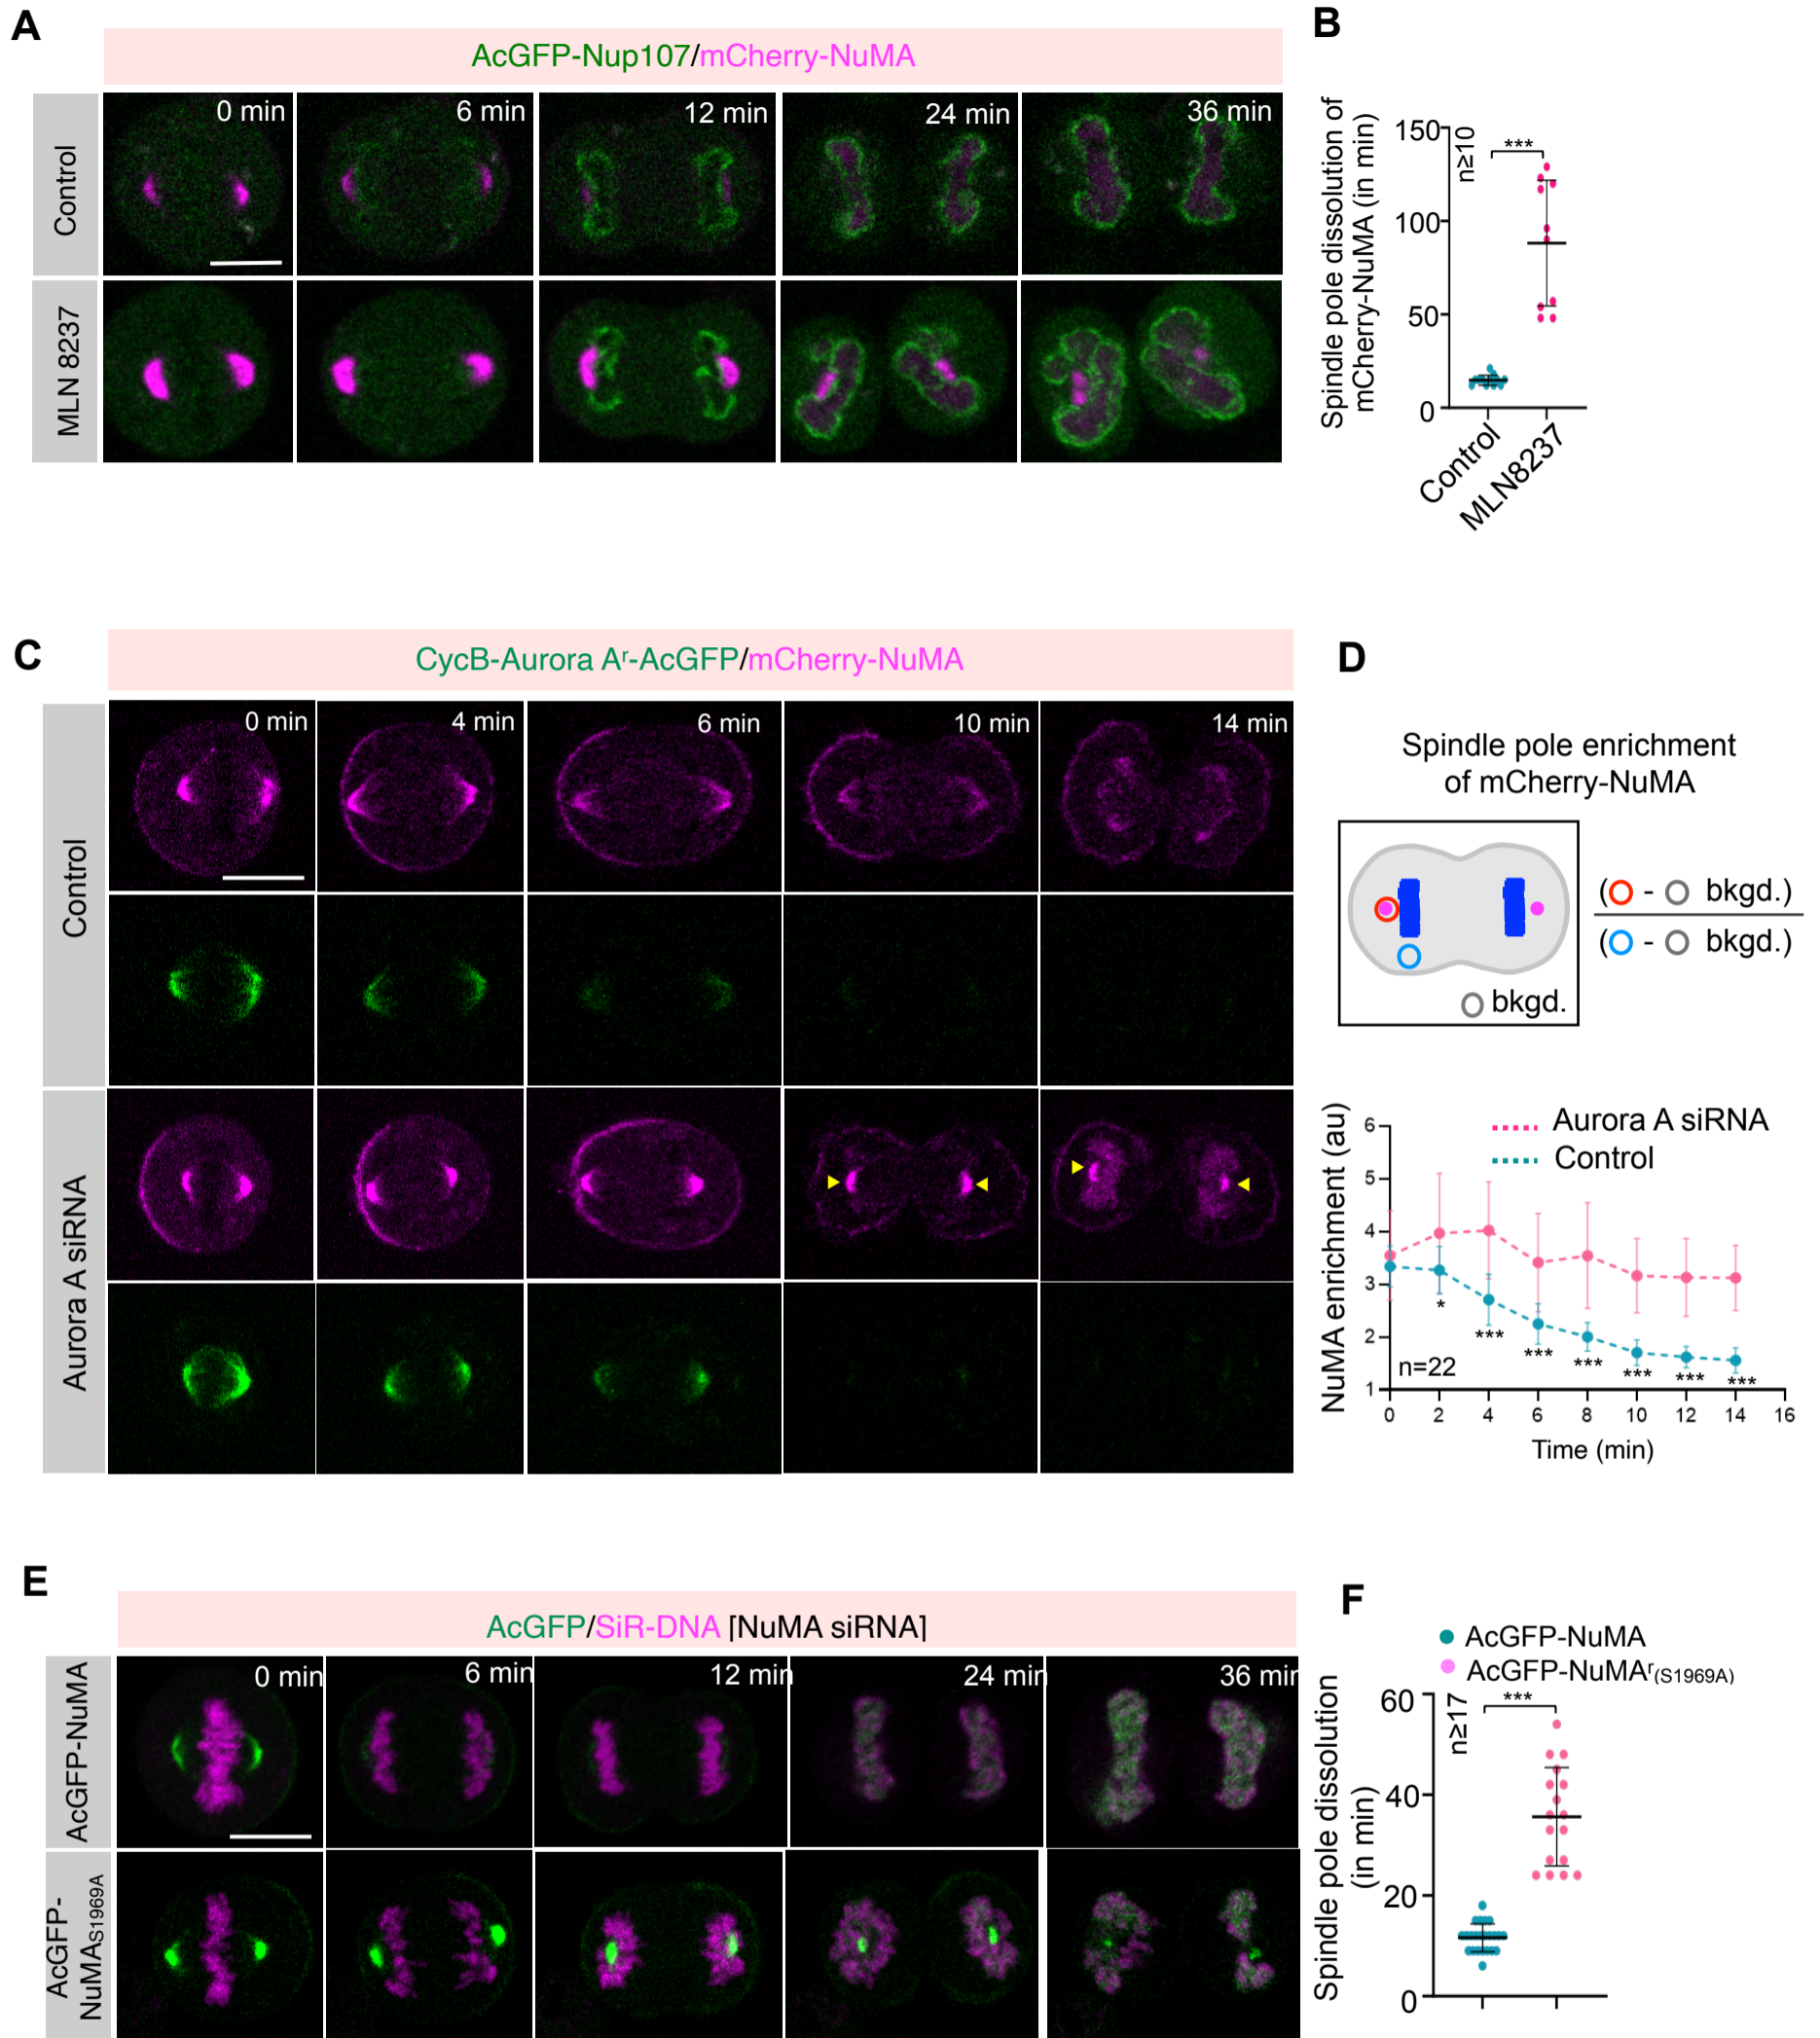 A
AcGFP-Nup107/mCherry-NuMA
Control
0 min
6 min
12 min
24 min
36 min
MLN 8237
B
Spindle pole dissolution of
mCherry-NuMA (in min)
n≥10
***
150
100
50
0
Control
MLN8237
C
CycB-Aurora Aʳ-AcGFP/mCherry-NuMA
Control
0 min
4 min
6 min
10 min
14 min
Aurora A siRNA
D
Spindle pole enrichment
of mCherry-NuMA
( - bkgd.)
( - bkgd.)
bkgd.
NuMA enrichment (au)
Aurora A siRNA
Control
6
5
4
3
2
1
n=22
*
***
***
***
***
***
***
0 2 4 6 8 10 12 14 16
Time (min)
E
AcGFP/SiR-DNA [NuMA siRNA]
AcGFP-NuMA
0 min
6 min
12 min
24 min
36 min
AcGFP-
NuMAS1969A
F
AcGFP-NuMA
AcGFP-NuMAʳ(S1969A)
Spindle pole dissolution
(in min)
n≥17
***
60
40
20
0